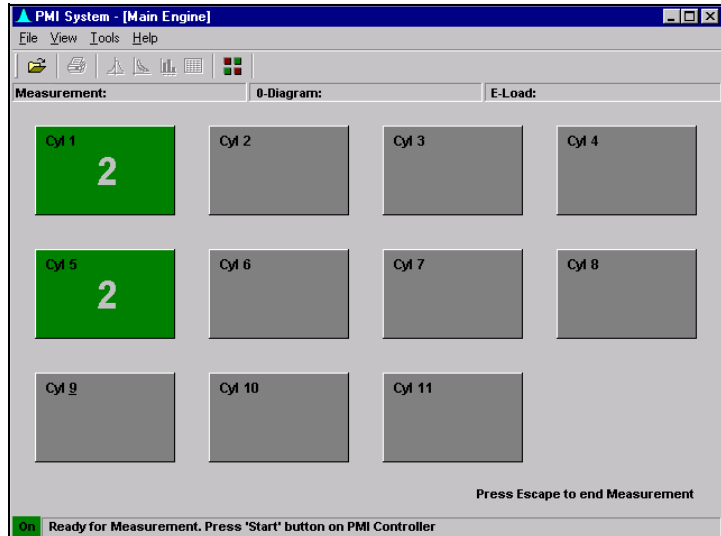 PMI System - [Main Engine]
File View Tools Help
Measurement: 0-Diagram: E-Load:
Cyl 1 Cyl 2 Cyl 3 Cyl 4
2
Cyl 5 Cyl 6 Cyl 7 Cyl 8
2
Cyl 9 Cyl 10 Cyl 11
Press Escape to end Measurement
On Ready for Measurement. Press 'Start' button on PMI Controller